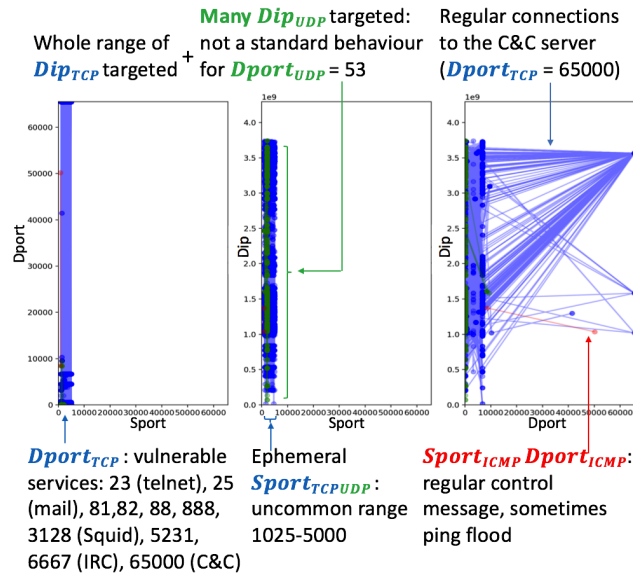 Whole range of
Dip_TCP targeted
+
Many Dip_UDP targeted:
not a standard behaviour
for Dport_UDP = 53
Regular connections
to the C&C server
(Dport_TCP = 65000)
Dport
60000
50000
40000
30000
20000
10000
0
0 10000 20000 30000 40000 50000 60000
Sport
1e9
Dip
4.0
3.5
3.0
2.5
2.0
1.5
1.0
0.5
0.0
0 10000 20000 30000 40000 50000 60000
Sport
1e9
Dip
4.0
3.5
3.0
2.5
2.0
1.5
1.0
0.5
0.0
0 10000 20000 30000 40000 50000 60000
Dport
Dport_TCP : vulnerable
services: 23 (telnet), 25
(mail), 81,82, 88, 888,
3128 (Squid), 5231,
6667 (IRC), 65000 (C&C)
Ephemeral
Sport_TCPUDP :
uncommon range
1025-5000
Sport_ICMP Dport_ICMP:
regular control
message, sometimes
ping flood